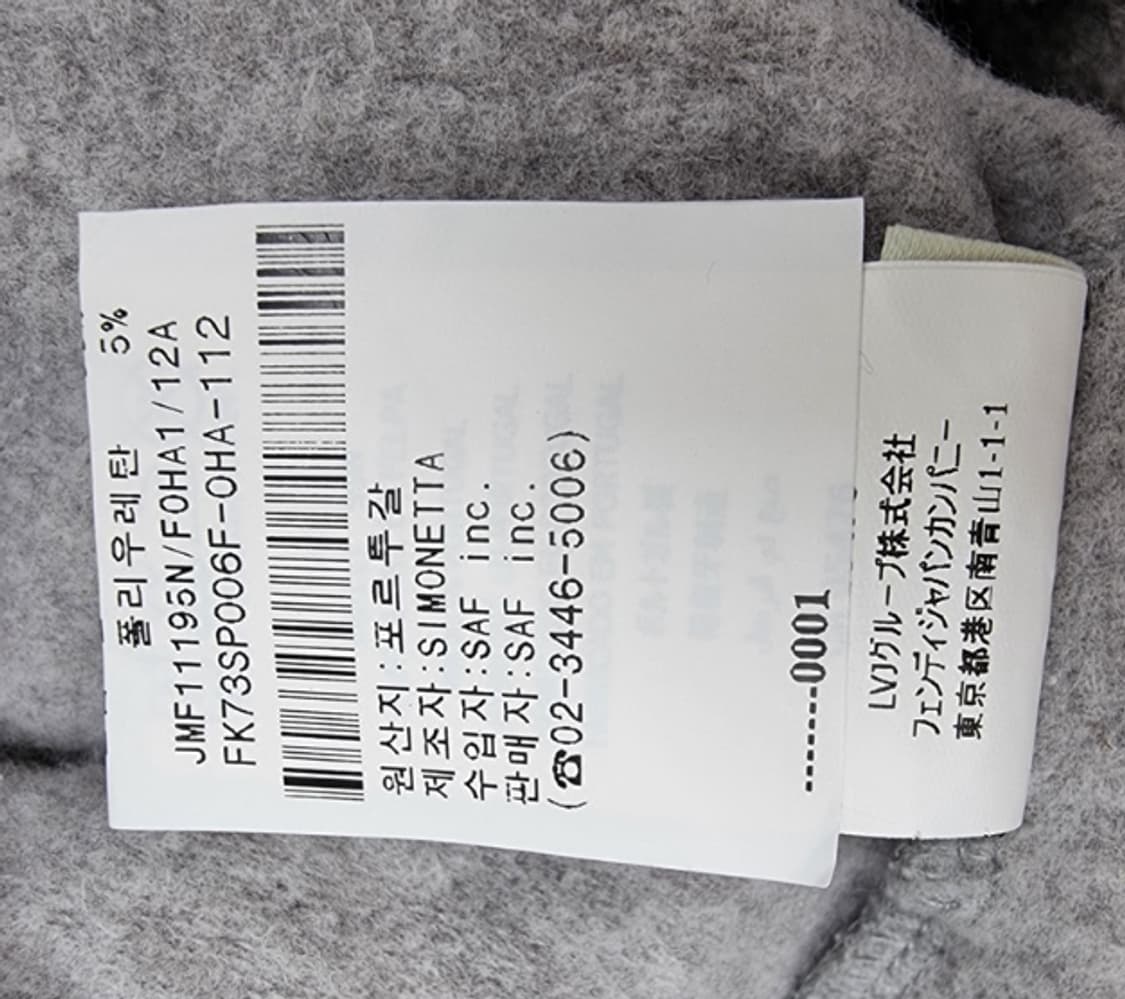 폴리우레탄 5%
JMF11195N/F0HA1/12A
FK73SP006F-0HA-112
원산지:포르투갈
제조자:SIMONETTA
수입자:SAF inc.
판매자:SAF inc.
(☎02-3446-5006)
-------0001
LVJグループ株式会社
フェンディジャパンカンパニー
東京都港区南青山1-1-1